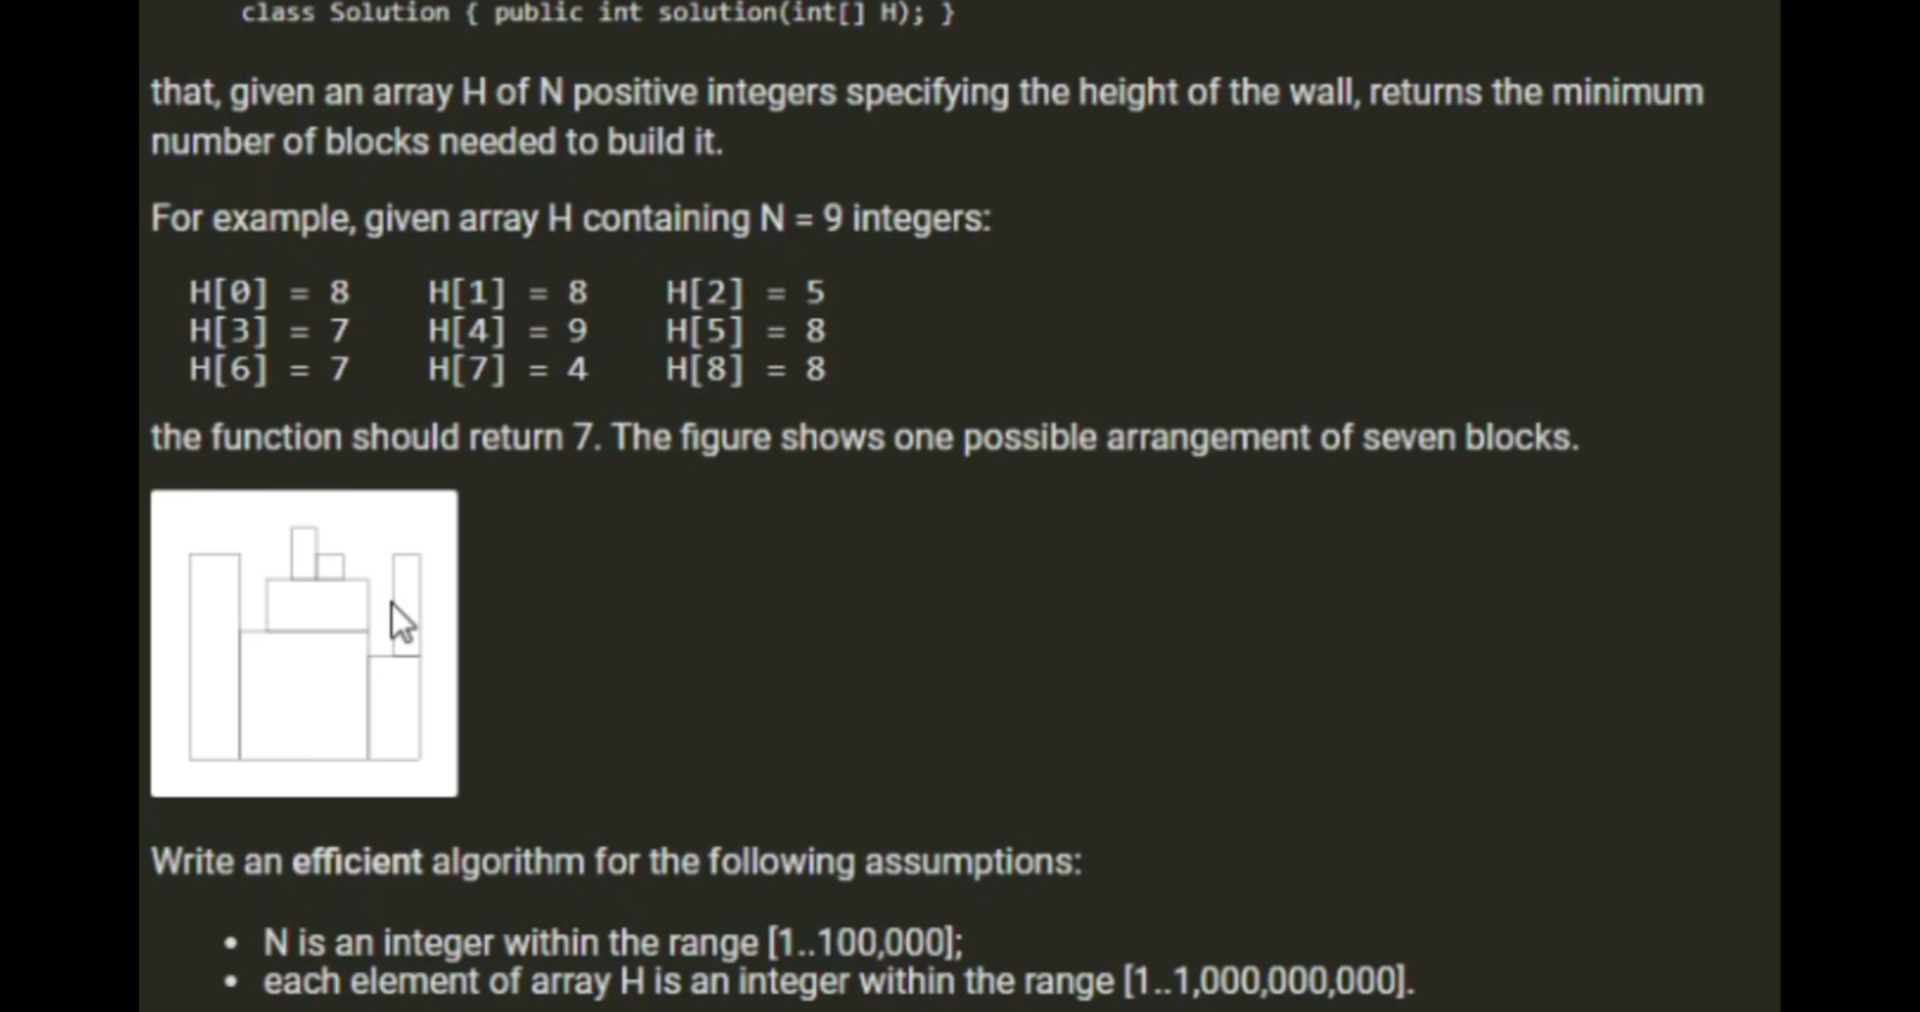 class Solution { public int solution(int[] H); }
that, given an array H of N positive integers specifying the height of the wall, returns the minimum
number of blocks needed to build it.
For example, given array H containing N = 9 integers:
H[0] = 8 H[1] = 8 H[2] = 5
H[3] = 7 H[4] = 9 H[5] = 8
H[6] = 7 H[7] = 4 H[8] = 8
the function should return 7. The figure shows one possible arrangement of seven blocks.
Write an efficient algorithm for the following assumptions:
• N is an integer within the range [1..100,000];
• each element of array H is an integer within the range [1..1,000,000,000].